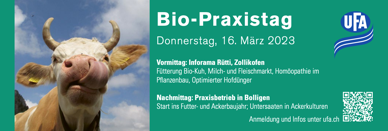 Bio-Praxistag
UFA
Donnerstag, 16. März 2023
Vormittag: Inforama Rütti, Zollikofen
Fütterung Bio-Kuh, Milch- und Fleischmarkt, Homöopathie im
Pflanzenbau, Optimierter Hofdünger
Nachmittag: Praxisbetrieb in Bolligen
Start ins Futter- und Ackerbaujahr; Untersaaten in Ackerkulturen
Anmeldung und Infos unter ufa.ch